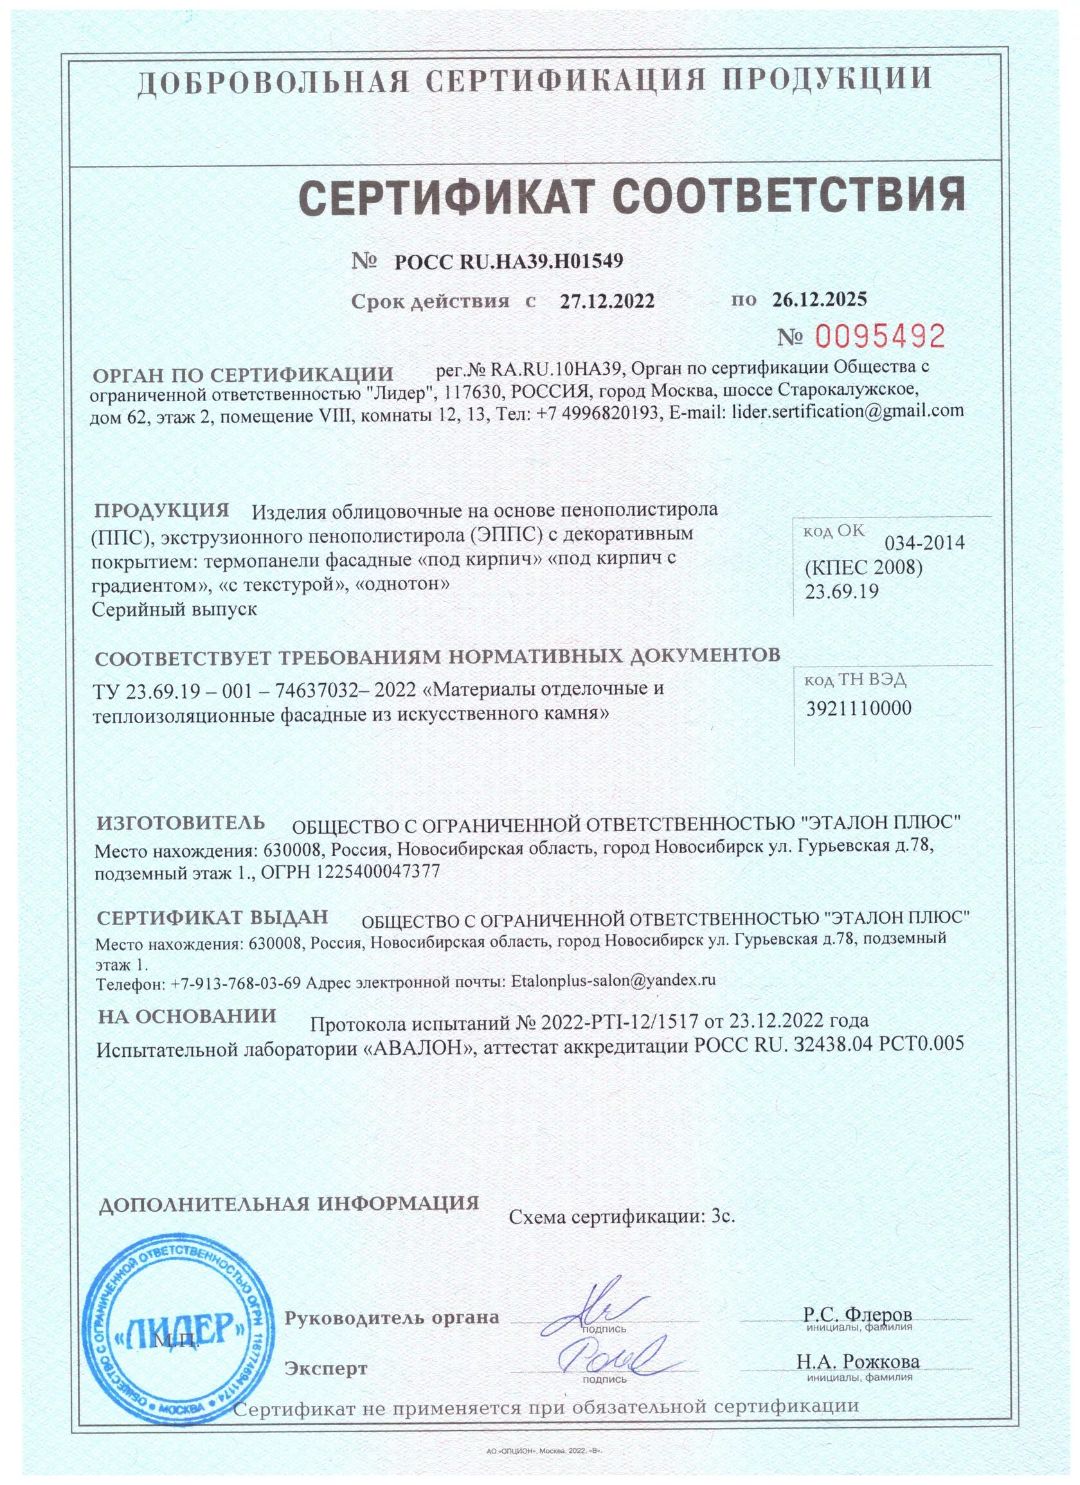 ДОБРОВОЛЬНАЯ СЕРТИФИКАЦИЯ ПРОДУКЦИИ
СЕРТИФИКАТ СООТВЕТСТВИЯ
№ РОСС RU.НА39.Н01549
Срок действия с 27.12.2022 по 26.12.2025
№ 0095492
ОРГАН ПО СЕРТИФИКАЦИИ рег.№ RA.RU.10НА39, Орган по сертификации Общества с
ограниченной ответственностью "Лидер", 117630, РОССИЯ, город Москва, шоссе Старокалужское,
дом 62, этаж 2, помещение VIII, комнаты 12, 13, Тел: +7 4996820193, E-mail: lider.sertification@gmail.com
ПРОДУКЦИЯ Изделия облицовочные на основе пенополистирола
(ППС), экструзионного пенополистирола (ЭППС) с декоративным
покрытием: термопанели фасадные «под кирпич» «под кирпич с
градиентом», «с текстурой», «однотон»
Серийный выпуск
код ОК 034-2014
(КПЕС 2008)
23.69.19
СООТВЕТСТВУЕТ ТРЕБОВАНИЯМ НОРМАТИВНЫХ ДОКУМЕНТОВ
ТУ 23.69.19 – 001 – 74637032– 2022 «Материалы отделочные и
теплоизоляционные фасадные из искусственного камня»
код ТН ВЭД
3921110000
ИЗГОТОВИТЕЛЬ ОБЩЕСТВО С ОГРАНИЧЕННОЙ ОТВЕТСТВЕННОСТЬЮ "ЭТАЛОН ПЛЮС"
Место нахождения: 630008, Россия, Новосибирская область, город Новосибирск ул. Гурьевская д.78,
подземный этаж 1., ОГРН 1225400047377
СЕРТИФИКАТ ВЫДАН ОБЩЕСТВО С ОГРАНИЧЕННОЙ ОТВЕТСТВЕННОСТЬЮ "ЭТАЛОН ПЛЮС"
Место нахождения: 630008, Россия, Новосибирская область, город Новосибирск ул. Гурьевская д.78, подземный
этаж 1.
Телефон: +7-913-768-03-69 Адрес электронной почты: Etalonplus-salon@yandex.ru
НА ОСНОВАНИИ Протокола испытаний № 2022-PTI-12/1517 от 23.12.2022 года
Испытательной лаборатории «АВАЛОН», аттестат аккредитации РОСС RU. З2438.04 РСТ0.005
ДОПОЛНИТЕЛЬНАЯ ИНФОРМАЦИЯ Схема сертификации: 3с.
ОБЩЕСТВО С ОГРАНИЧЕННОЙ ОТВЕТСТВЕННОСТЬЮ ОГРН 1167746941174
«ЛИДЕР»
М.П.
МОСКВА
Руководитель органа Р.С. Флеров
подпись инициалы, фамилия
Эксперт Н.А. Рожкова
подпись инициалы, фамилия
Сертификат не применяется при обязательной сертификации
АО «ОПЦИОН», Москва, 2022, «В».